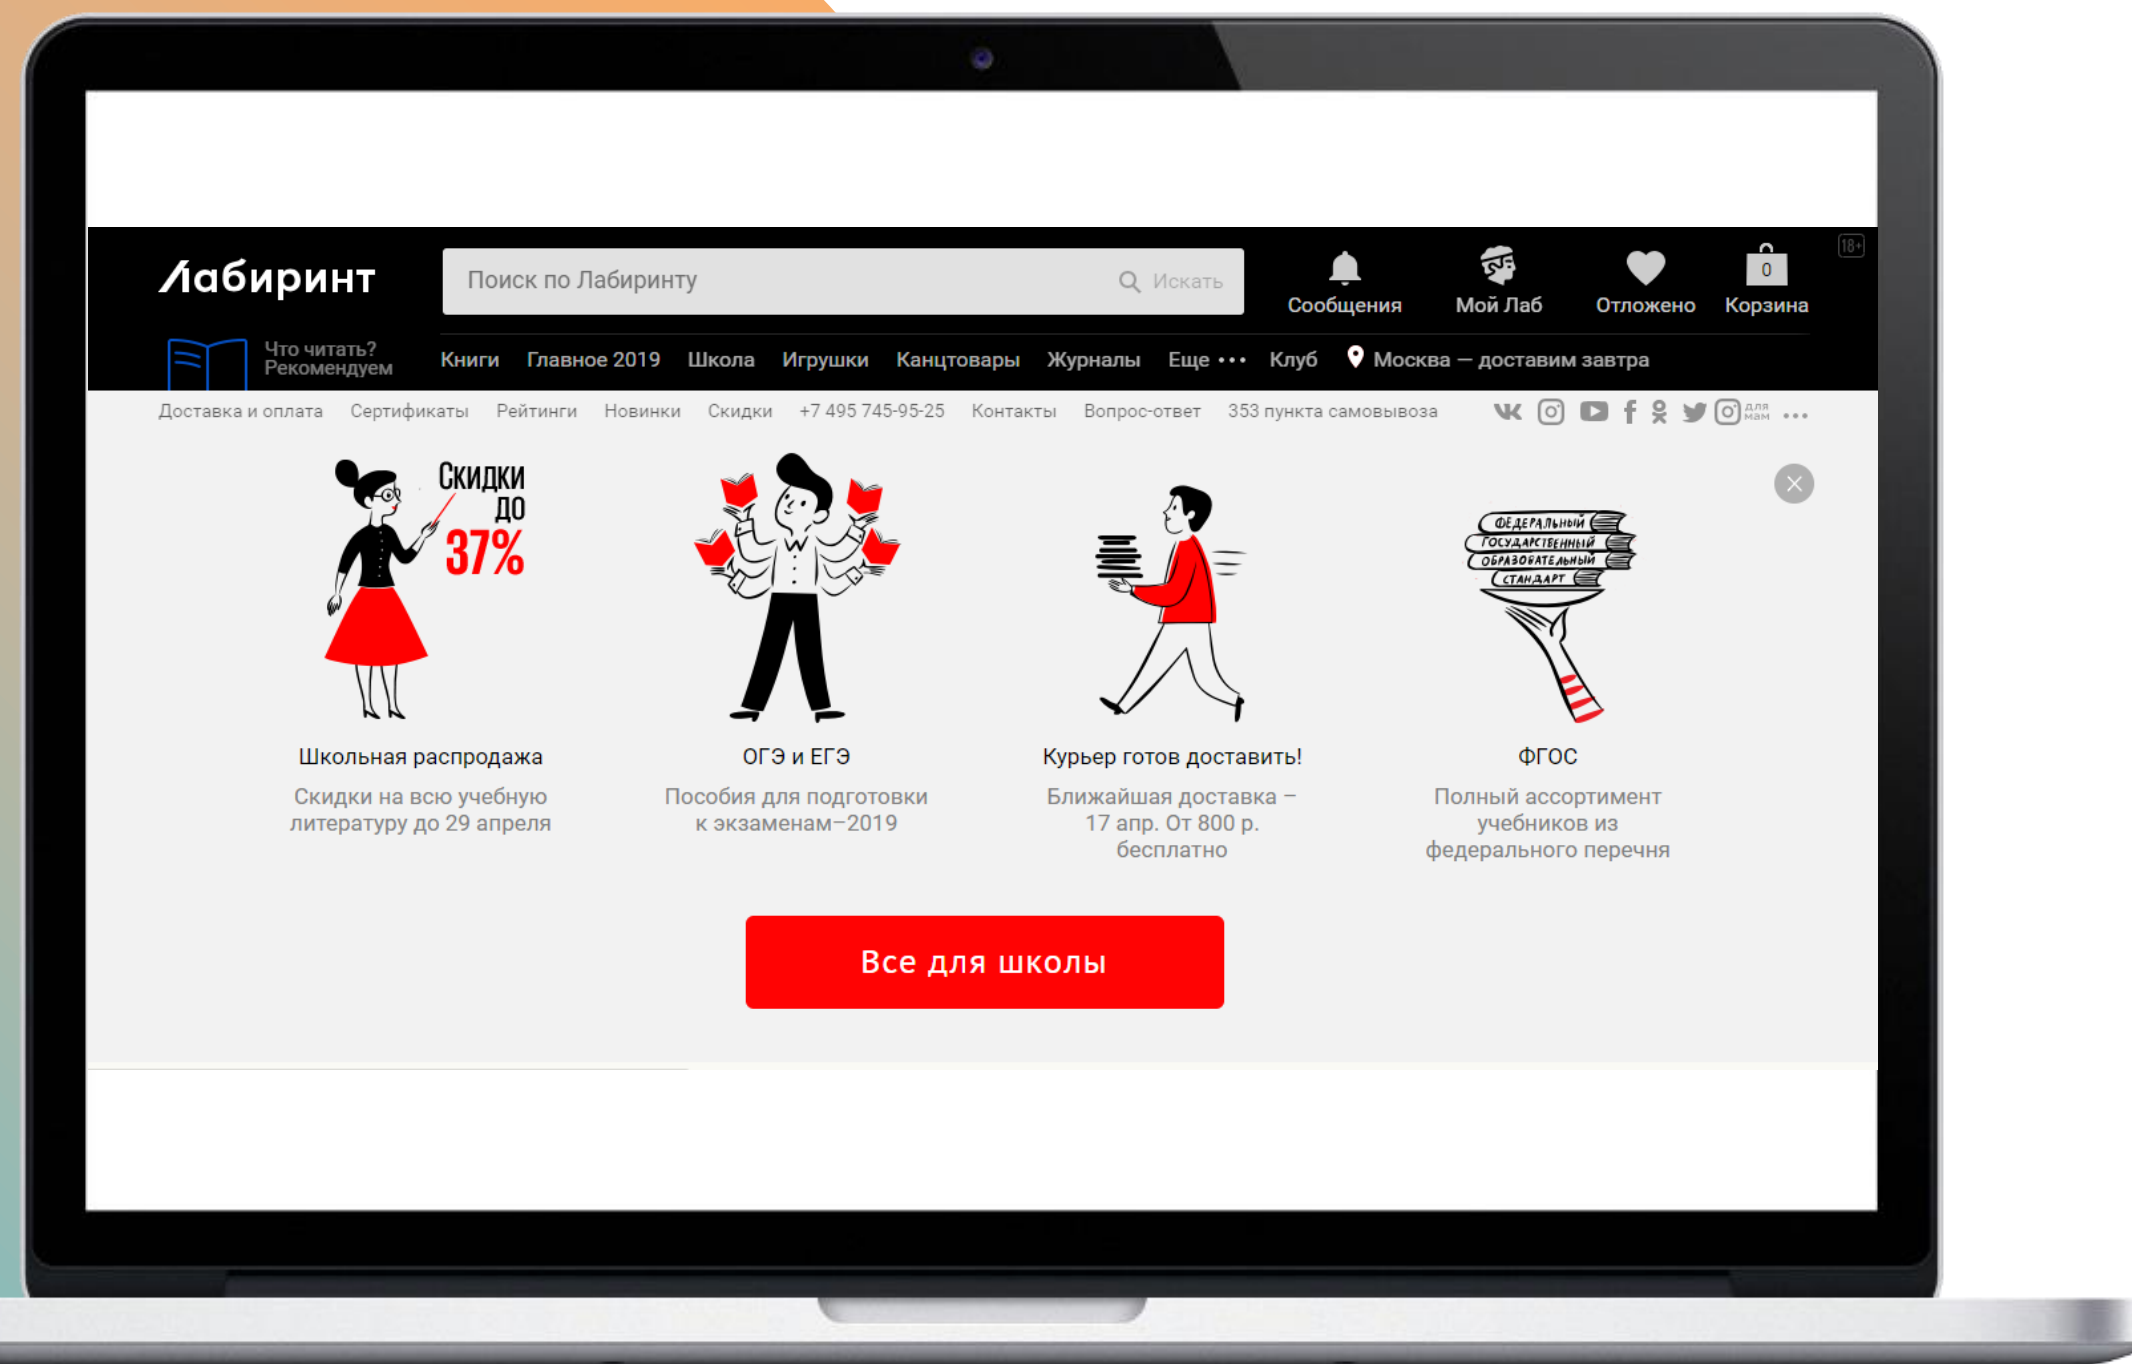 18+
Лабиринт
Поиск по Лабиринту
Искать
Сообщения
Мой Лаб
Отложено
0
Корзина
Что читать?
Рекомендуем
Книги Главное 2019 Школа Игрушки Канцтовары Журналы Еще ••• Клуб Москва — доставим завтра
Доставка и оплата Сертификаты Рейтинги Новинки Скидки +7 495 745-95-25 Контакты Вопрос-ответ 353 пункта самовывоза
для
мам
Скидки
до
37%
ФЕДЕРАЛЬНЫЙ
ГОСУДАРСТВЕННЫЙ
ОБРАЗОВАТЕЛЬНЫЙ
СТАНДАРТ
Школьная распродажа
Скидки на всю учебную
литературу до 29 апреля
ОГЭ и ЕГЭ
Пособия для подготовки
к экзаменам–2019
Курьер готов доставить!
Ближайшая доставка –
17 апр. От 800 р.
бесплатно
ФГОС
Полный ассортимент
учебников из
федерального перечня
Все для школы